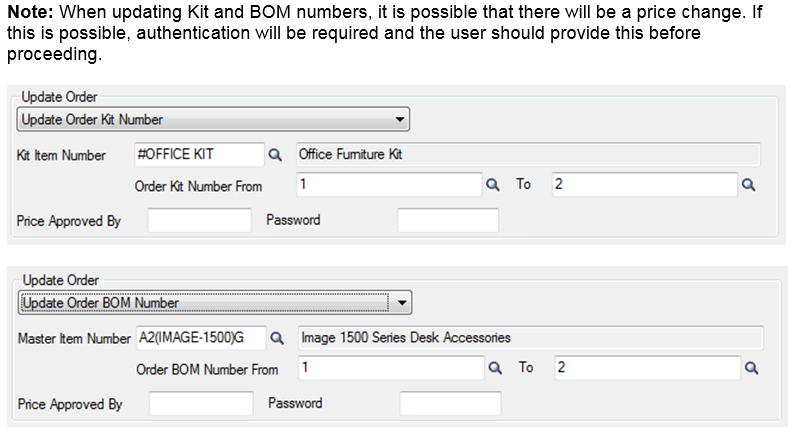 Note: When updating Kit and BOM numbers, it is possible that there will be a price change. If
this is possible, authentication will be required and the user should provide this before
proceeding.
Update Order
Update Order Kit Number
Kit Item Number #OFFICE KIT Office Furniture Kit
Order Kit Number From 1 To 2
Price Approved By Password
Update Order
Update Order BOM Number
Master Item Number A2(IMAGE-1500)G Image 1500 Series Desk Accessories
Order BOM Number From 1 To 2
Price Approved By Password